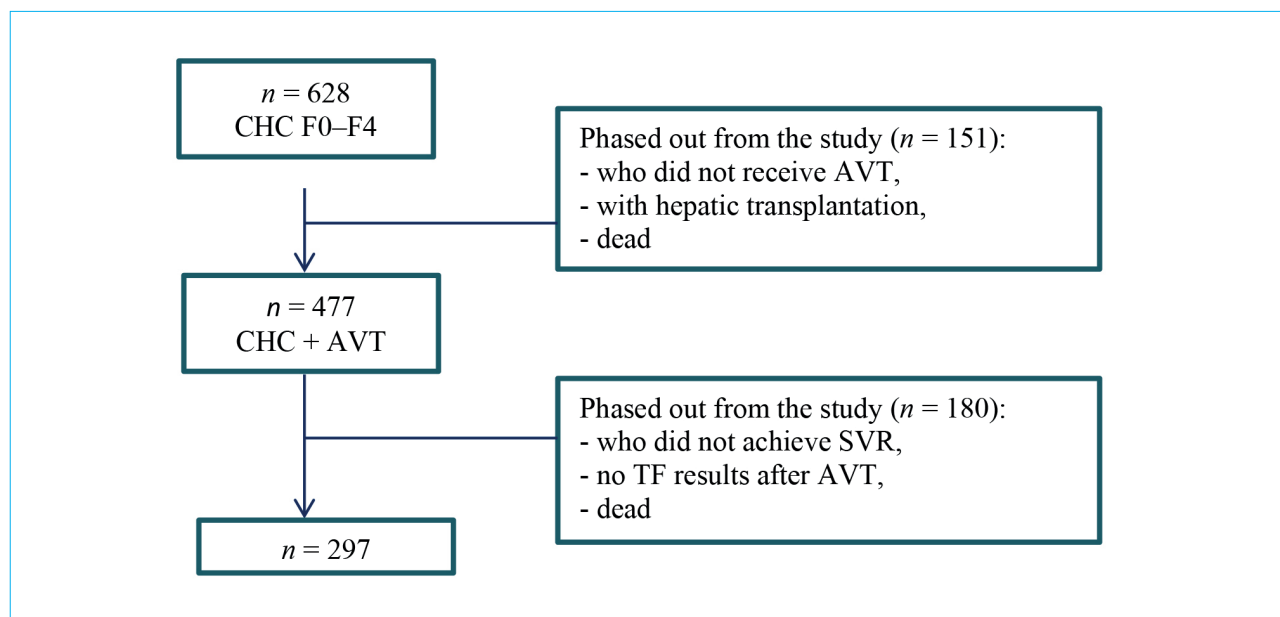 n = 628
CHC F0–F4
Phased out from the study (n = 151):
- who did not receive AVT,
- with hepatic transplantation,
- dead
n = 477
CHC + AVT
Phased out from the study (n = 180):
- who did not achieve SVR,
- no TF results after AVT,
- dead
n = 297